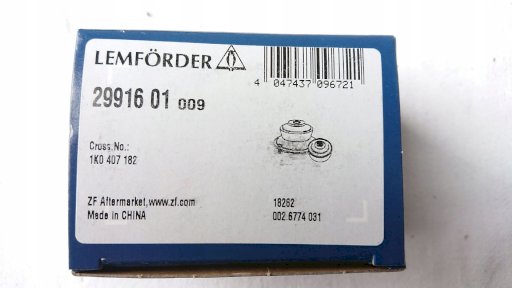 LEMFÖRDER
4 047437 096721
29916 01 009
Cross.No.:
1K0 407 182
ZF Aftermarket,www.zf.com
Made in CHINA
18262
002 6774 031